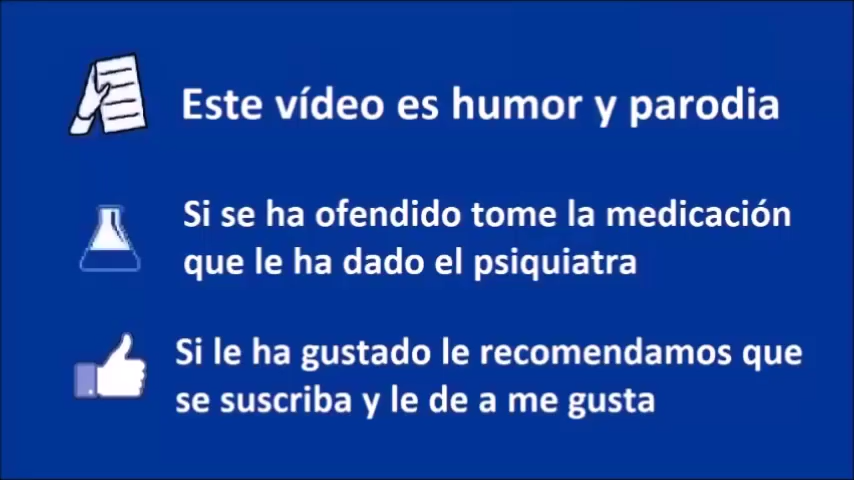 Este vídeo es humor y parodia
Si se ha ofendido tome la medicación
que le ha dado el psiquiatra
Si le ha gustado le recomendamos que
se suscriba y le de a me gusta